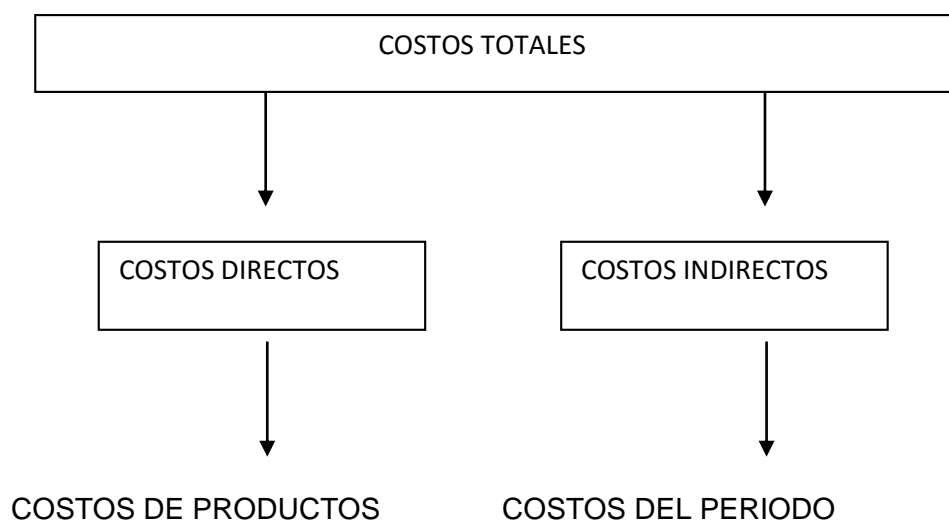 COSTOS TOTALES
COSTOS DIRECTOS
COSTOS INDIRECTOS
COSTOS DE PRODUCTOS
COSTOS DEL PERIODO